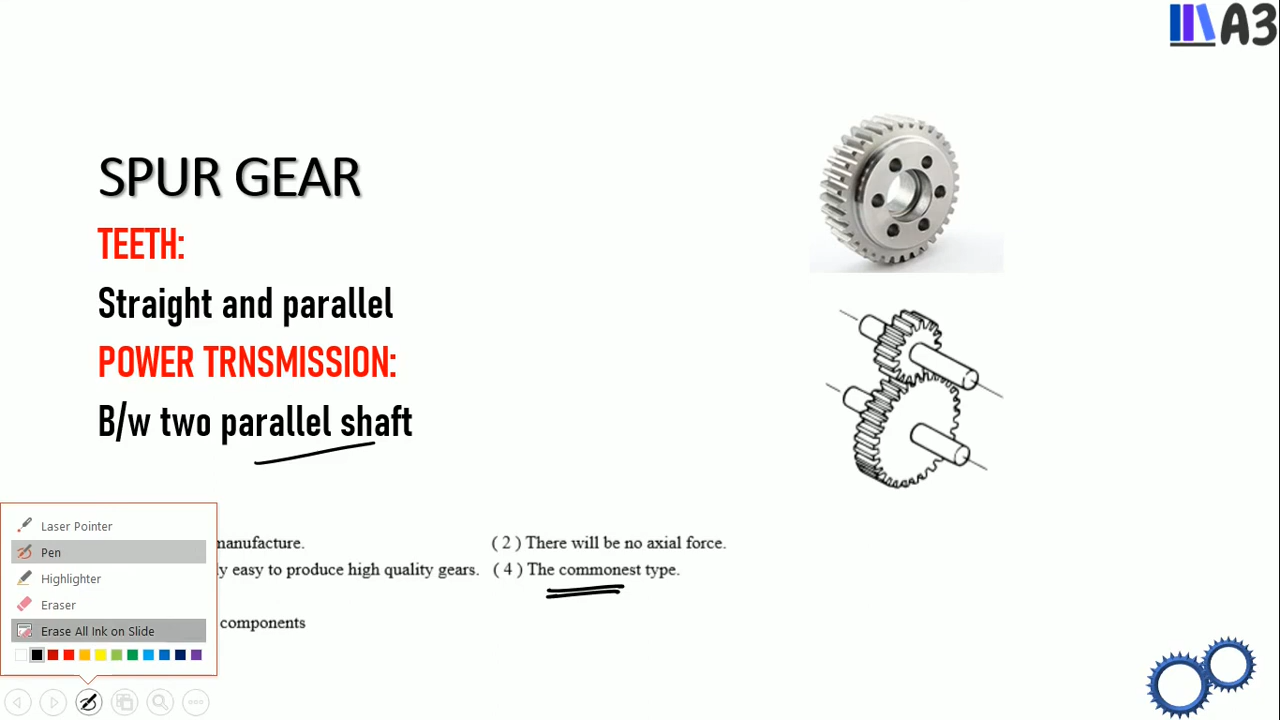 A3
SPUR GEAR
TEETH:
Straight and parallel
POWER TRNSMISSION:
B/w two parallel shaft
manufacture.
( 2 ) There will be no axial force.
easy to produce high quality gears.
( 4 ) The commonest type.
components
Laser Pointer
Pen
Highlighter
Eraser
Erase All Ink on Slide